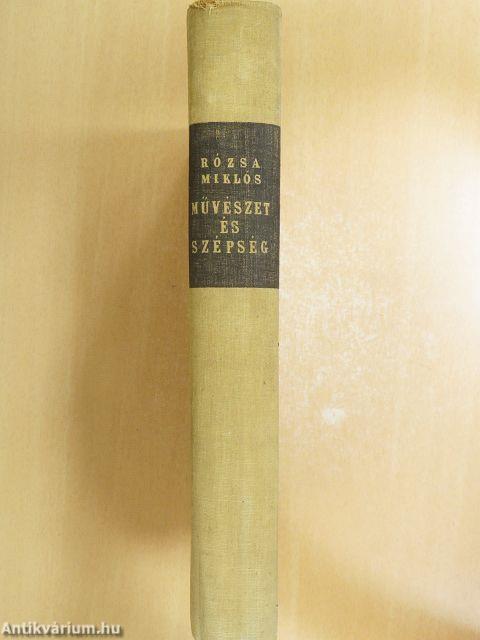 RÓZSA
MIKLÓS
MŰVÉSZET
ÉS
SZÉPSÉG
Antikvárium.hu